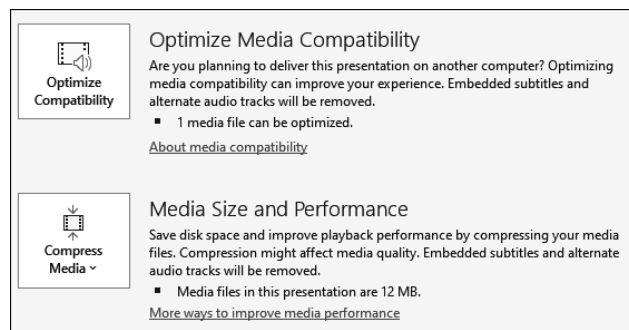 Optimize Compatibility
Optimize Media Compatibility
Are you planning to deliver this presentation on another computer? Optimizing
media compatibility can improve your experience. Embedded subtitles and
alternate audio tracks will be removed.
▪ 1 media file can be optimized.
About media compatibility
Compress Media
Media Size and Performance
Save disk space and improve playback performance by compressing your media
files. Compression might affect media quality. Embedded subtitles and alternate
audio tracks will be removed.
▪ Media files in this presentation are 12 MB.
More ways to improve media performance